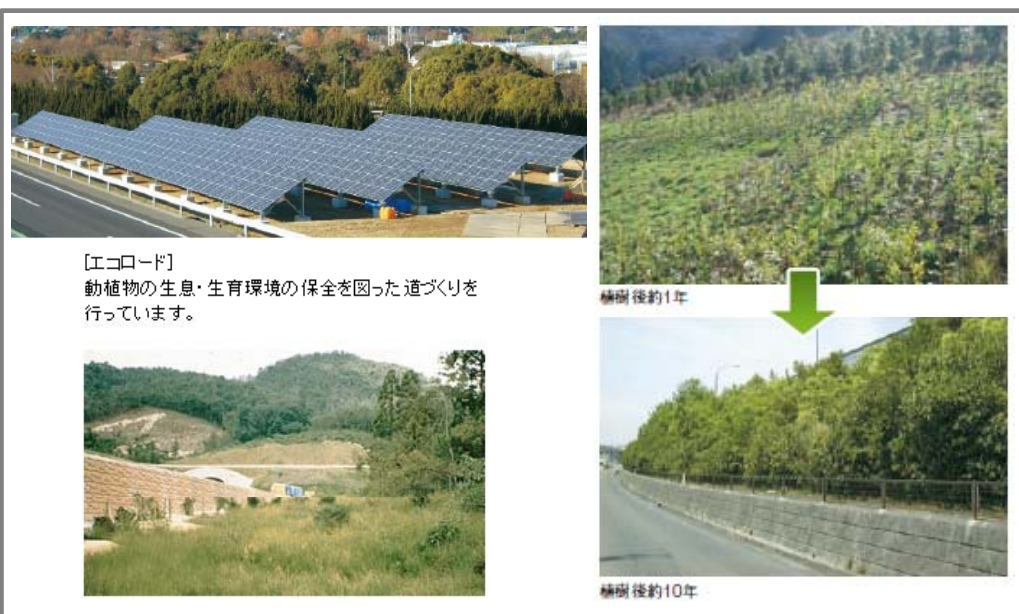 [エコロード]
動植物の生息・生育環境の保全を図った道づくりを
行っています。
植樹後約1年
植樹後約10年